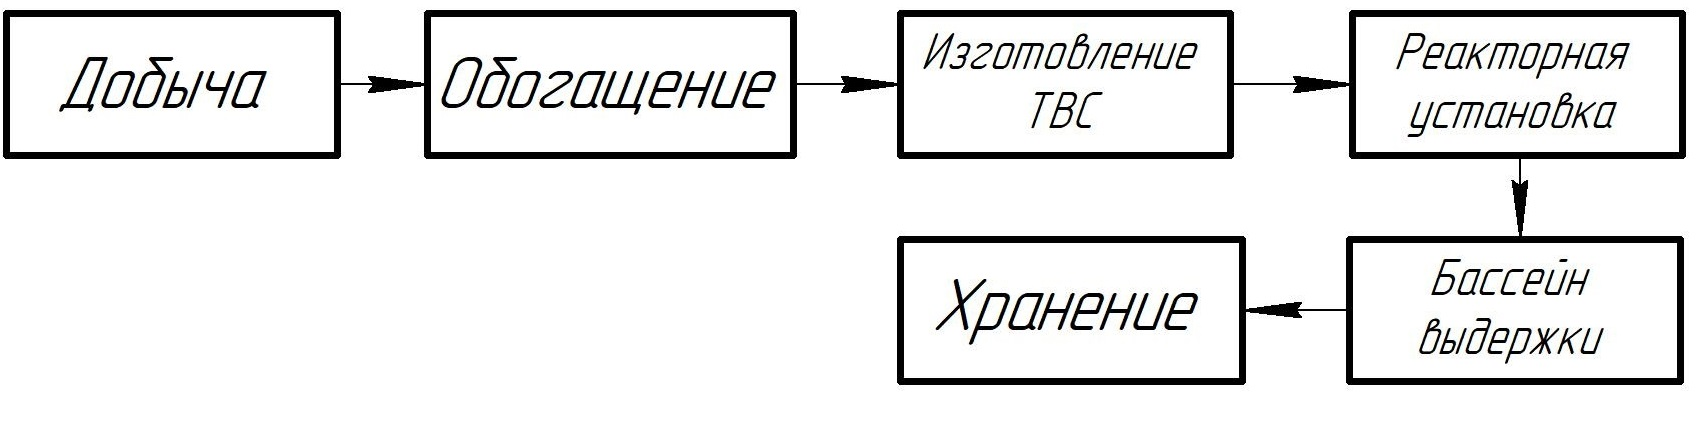 Добыча
Обогащение
Изготовление
ТВС
Реакторная
установка
Хранение
Бассейн
выдержки